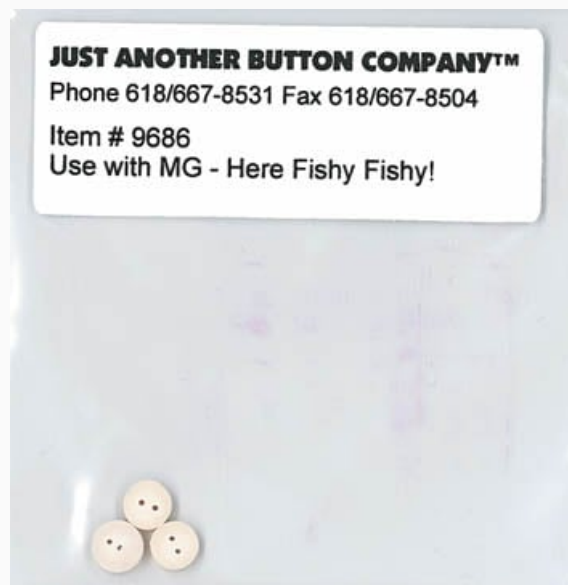 JUST ANOTHER BUTTON COMPANY™
Phone 618/667-8531 Fax 618/667-8504
Item # 9686
Use with MG - Here Fishy Fishy!